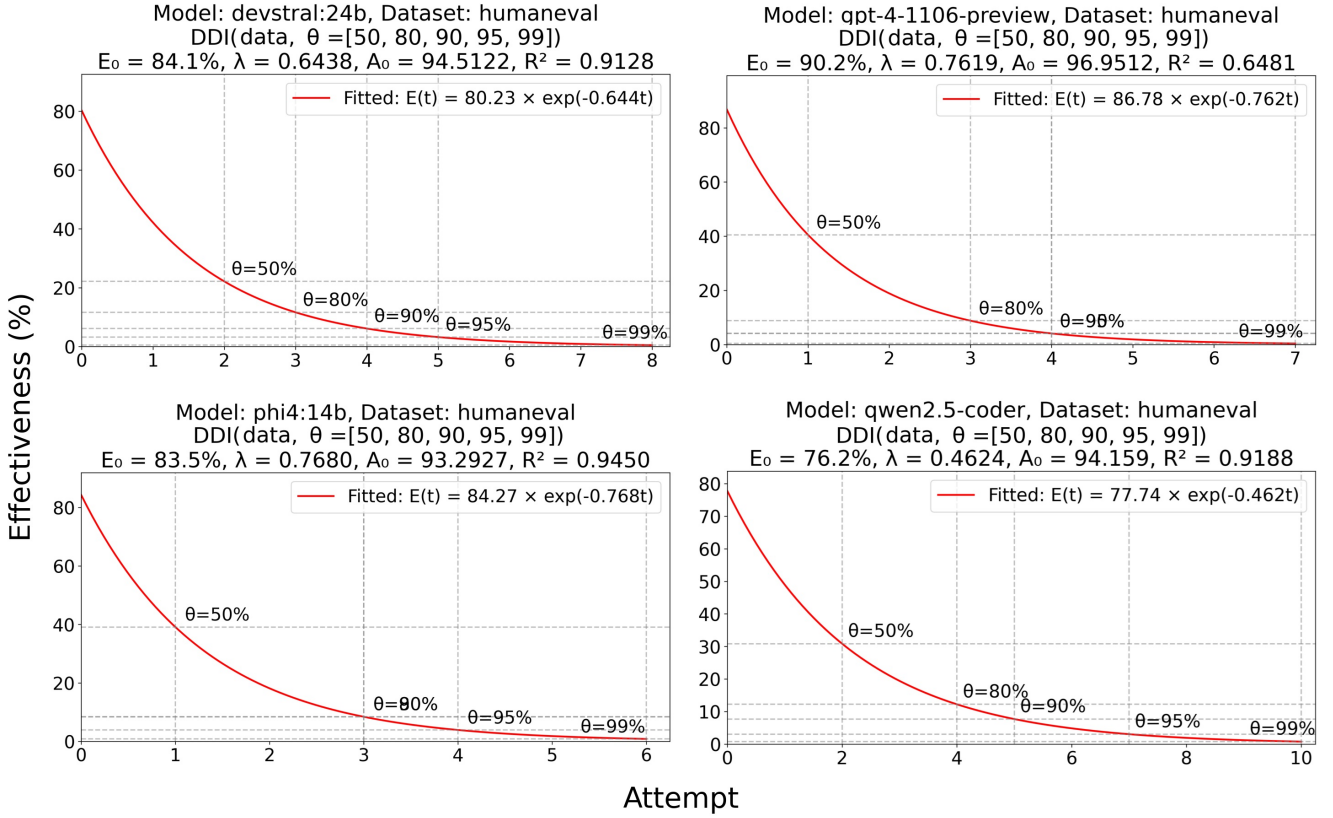 Model: devstral:24b, Dataset: humaneval
DDI(data, θ =[50, 80, 90, 95, 99])
E₀ = 84.1%, λ = 0.6438, A₀ = 94.5122, R² = 0.9128
Fitted: E(t) = 80.23 × exp(-0.644t)
80
60
40
20
0
θ=50%
θ=80%
θ=90%
θ=95%
θ=99%
0 1 2 3 4 5 6 7 8
Model: gpt-4-1106-preview, Dataset: humaneval
DDI(data, θ =[50, 80, 90, 95, 99])
E₀ = 90.2%, λ = 0.7619, A₀ = 96.9512, R² = 0.6481
Fitted: E(t) = 86.78 × exp(-0.762t)
80
60
40
20
0
θ=50%
θ=80%
θ=90%
θ=95%
θ=99%
0 1 2 3 4 5 6 7
Effectiveness (%)
Model: phi4:14b, Dataset: humaneval
DDI(data, θ =[50, 80, 90, 95, 99])
E₀ = 83.5%, λ = 0.7680, A₀ = 93.2927, R² = 0.9450
Fitted: E(t) = 84.27 × exp(-0.768t)
80
60
40
20
0
θ=50%
θ=80%
θ=90%
θ=95%
θ=99%
0 1 2 3 4 5 6
Model: qwen2.5-coder, Dataset: humaneval
DDI(data, θ =[50, 80, 90, 95, 99])
E₀ = 76.2%, λ = 0.4624, A₀ = 94.159, R² = 0.9188
Fitted: E(t) = 77.74 × exp(-0.462t)
80
70
60
50
40
30
20
10
0
θ=50%
θ=80%
θ=90%
θ=95%
θ=99%
0 2 4 6 8 10
Attempt